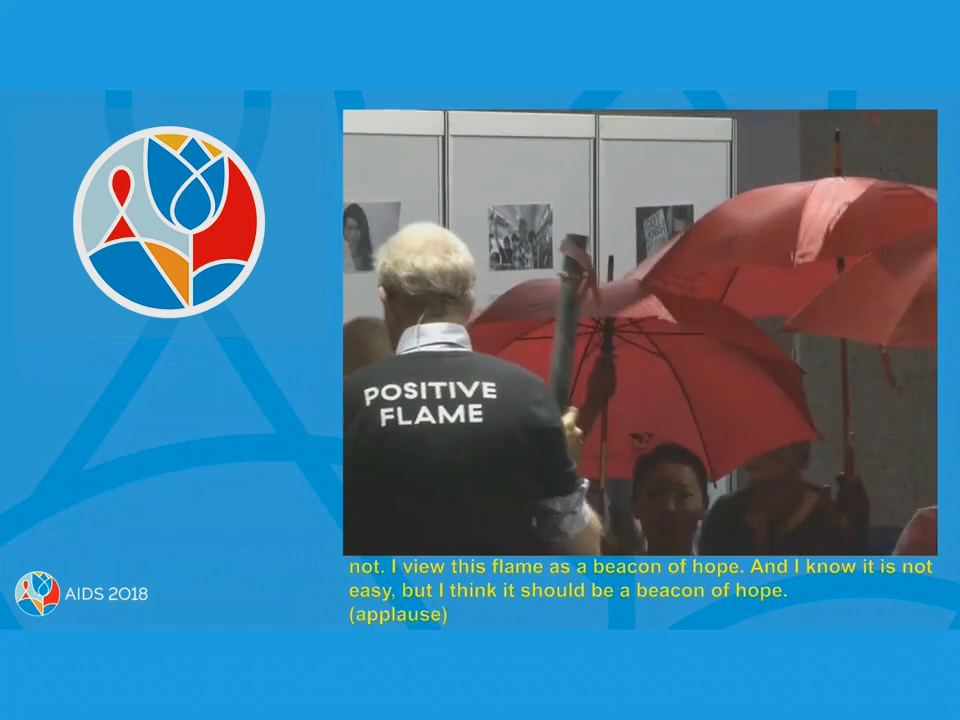 POSITIVE
FLAME
not. I view this flame as a beacon of hope. And I know it is not
easy, but I think it should be a beacon of hope.
(applause)
AIDS 2018